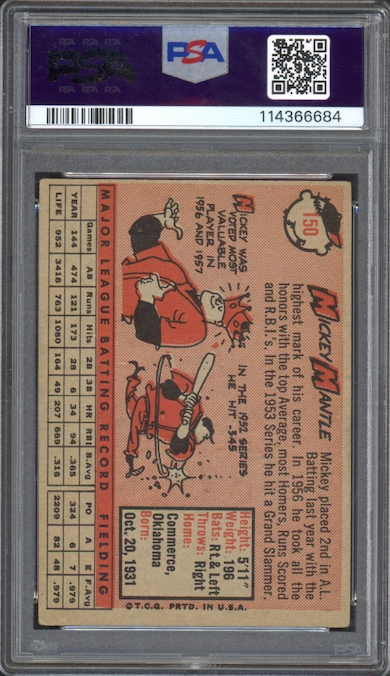 PSA
PSA
PSA
114366684
150
MICKEY MANTLE
Mickey placed 2nd in A.L.
Batting last year with the
highest mark of his career. In 1956 he took all the
honors with the top Average, most Homers, Runs Scored
and R.B.I.'s. In the 1953 Series he hit a Grand Slammer.
MICKEY WAS
VOTED MOST
VALUABLE
PLAYER IN
1956 AND 1957
IN THE 1952 SERIES
HE HIT .345
Height: 5'11"
Weight: 196
Bats: Rt. & Left
Throws: Right
Home:
Commerce,
Oklahoma
Born:
Oct. 20, 1931
MAJOR LEAGUE BATTING RECORD FIELDING
Games AB Runs Hits 2B 3B HR RBI B.Avg PO A E F.Avg
YEAR 144 474 121 173 28 6 34 94 .365 324 6 7 .979
LIFE 952 3416 763 1080 164 49 207 669 .316 2209 82 48 .979
©T.C.G. PRTD. IN U.S.A.